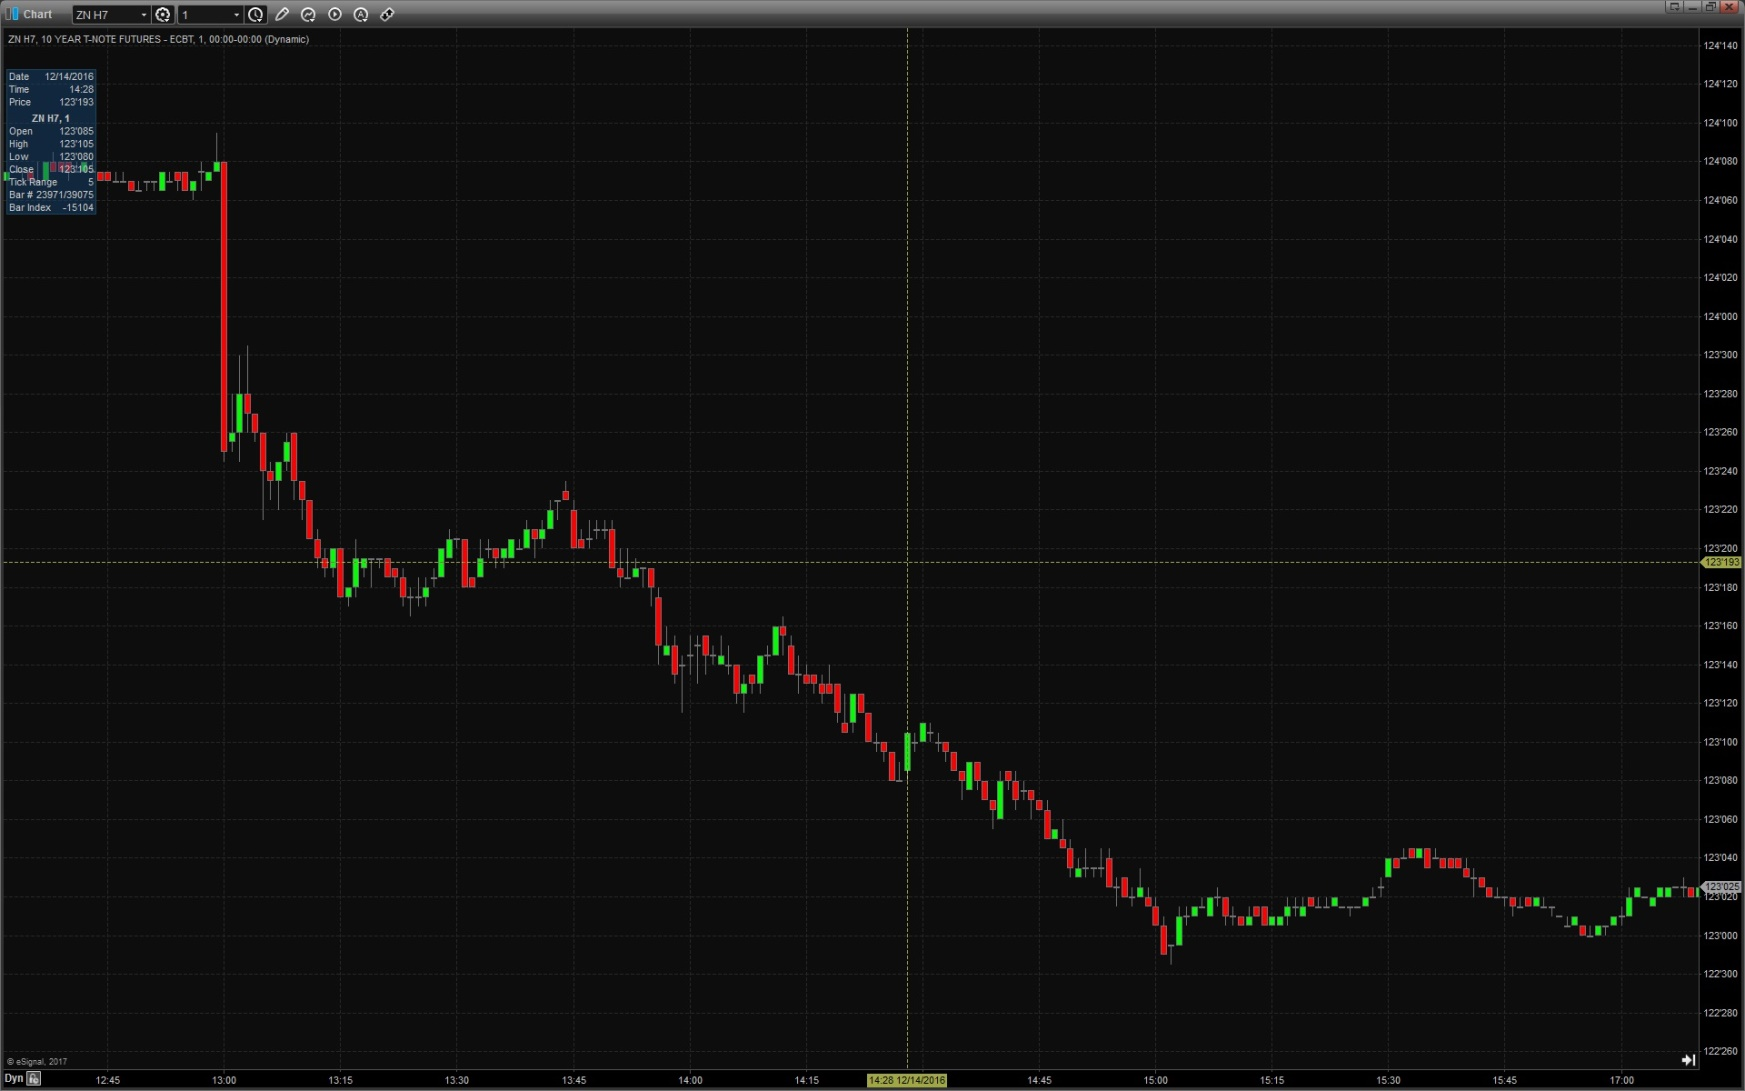 Chart ZN H7 1
ZN H7, 10 YEAR T-NOTE FUTURES - ECBT, 1, 00:00-00:00 (Dynamic)
Date 12/14/2016
Time 14:28
Price 123'193
ZN H7, 1
Open 123'085
High 123'105
Low 123'080
Close 123'105
Tick Range 5
Bar # 23971/39075
Bar Index -15104
124'140
124'120
124'100
124'080
124'060
124'040
124'020
124'000
123'300
123'280
123'260
123'240
123'220
123'200
123'193
123'180
123'160
123'140
123'120
123'100
123'080
123'060
123'040
123'025
123'020
123'000
122'300
122'280
122'260
© eSignal, 2017
Dyn 12:45 13:00 13:15 13:30 13:45 14:00 14:15 14:28 12/14/2016 14:45 15:00 15:15 15:30 15:45 17:00